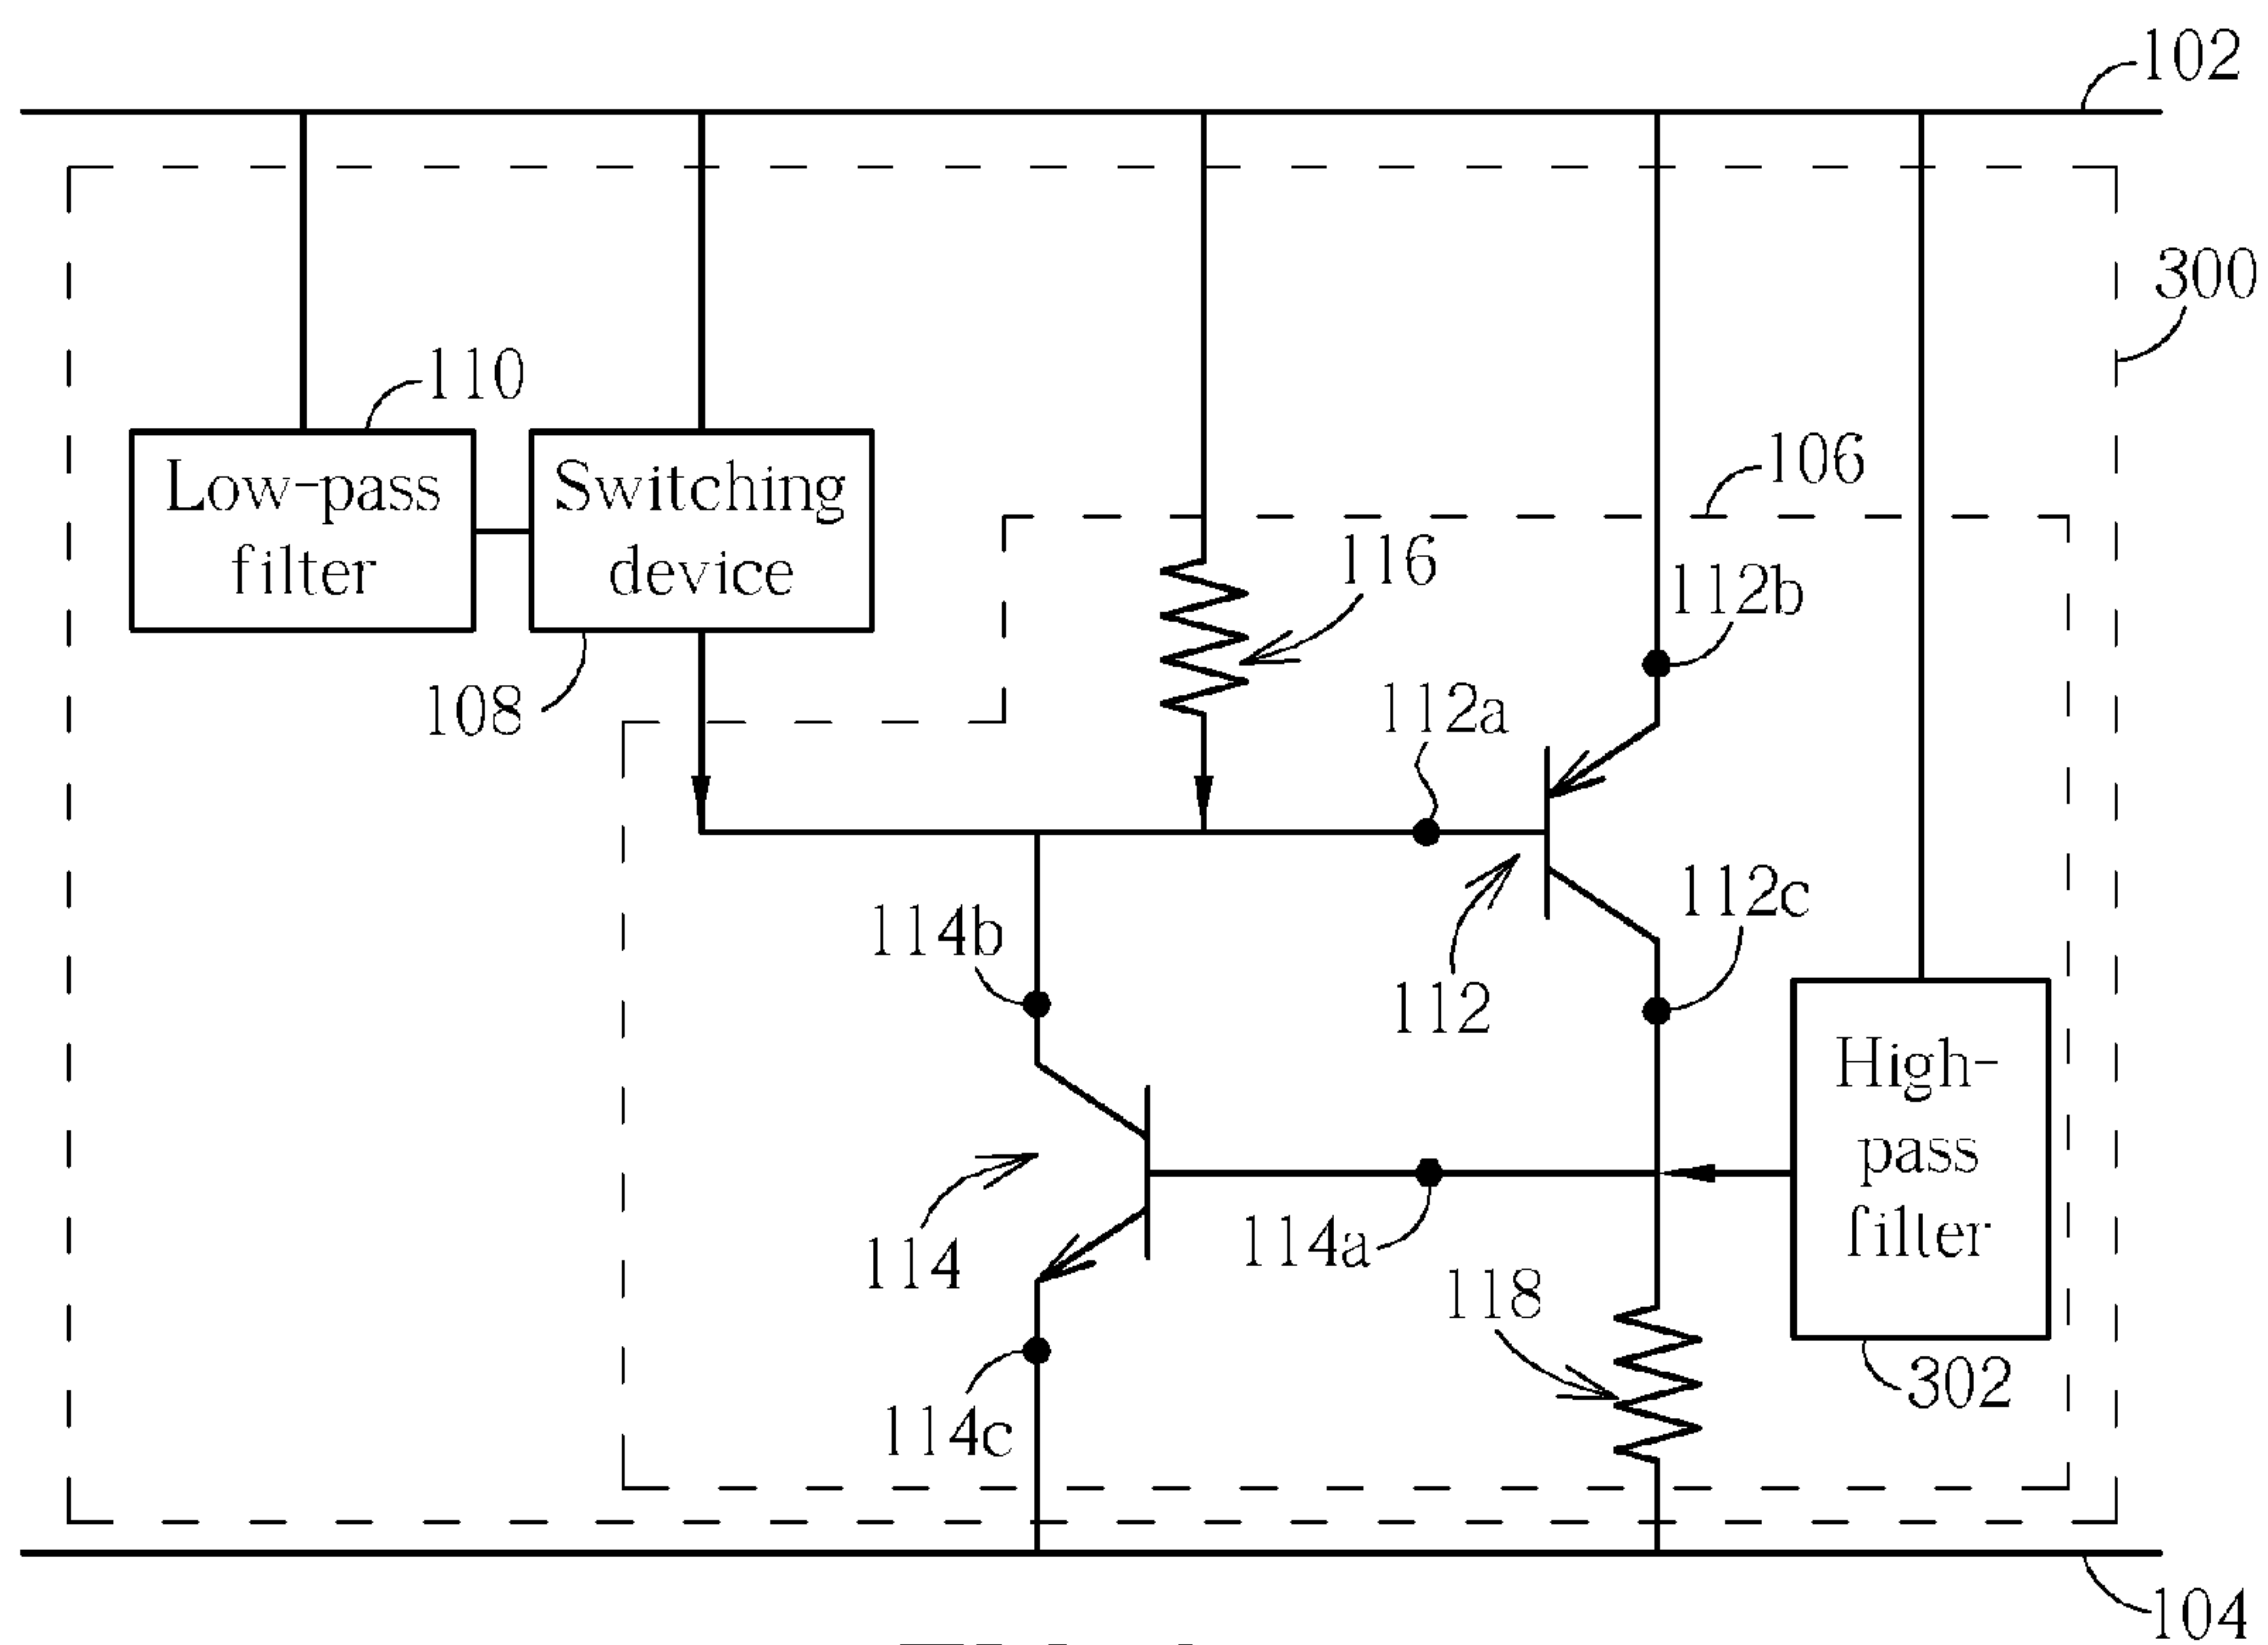 102
300
110
Low-pass
filter
Switching
device
108
106
116
112b
112a
112c
112
114b
114
114a
114c
118
High-
pass
filter
302
104